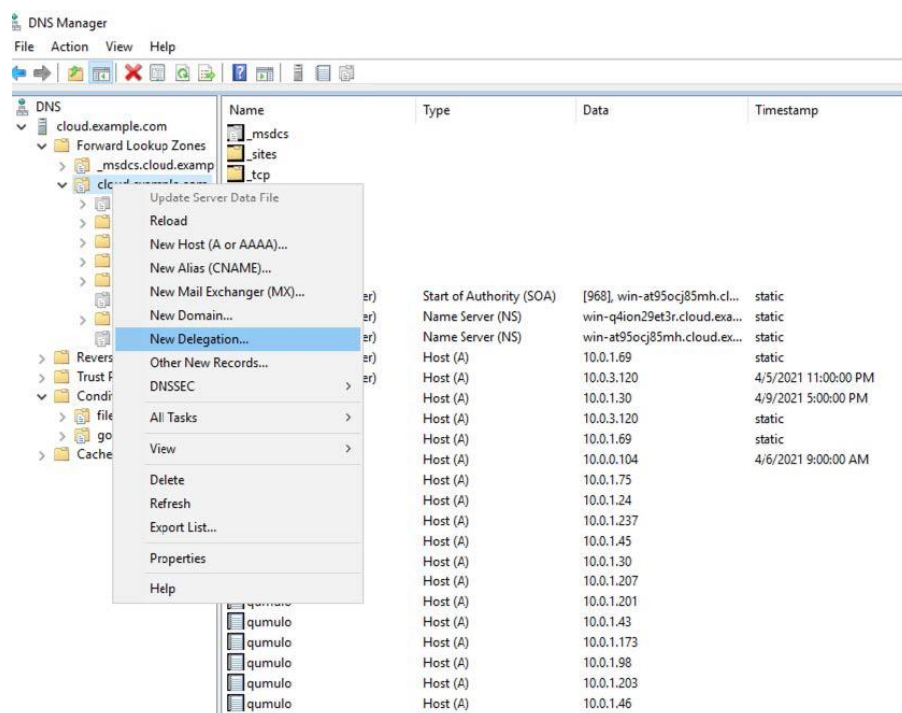 DNS Manager
File Action View Help
DNS
cloud.example.com
Forward Lookup Zones
_msdcs.cloud.examp
Name Type Data Timestamp
_msdcs
_sites
_tcp
Update Server Data File
Reload
New Host (A or AAAA)...
New Alias (CNAME)...
New Mail Exchanger (MX)...
New Domain...
New Delegation...
Other New Records...
DNSSEC
All Tasks
View
Delete
Refresh
Export List...
Properties
Help
Revers
Trust P
Condi
file
go
Cache
er) Start of Authority (SOA) [968], win-at95ocj85mh.cl... static
er) Name Server (NS) win-q4ion29et3r.cloud.exa... static
er) Name Server (NS) win-at95ocj85mh.cloud.ex... static
er) Host (A) 10.0.1.69 static
er) Host (A) 10.0.3.120 4/5/2021 11:00:00 PM
Host (A) 10.0.1.30 4/9/2021 5:00:00 PM
Host (A) 10.0.3.120 static
Host (A) 10.0.1.69 static
Host (A) 10.0.0.104 4/6/2021 9:00:00 AM
Host (A) 10.0.1.75
Host (A) 10.0.1.24
Host (A) 10.0.1.237
Host (A) 10.0.1.45
Host (A) 10.0.1.30
Host (A) 10.0.1.207
Host (A) 10.0.1.201
qumulo Host (A) 10.0.1.43
qumulo Host (A) 10.0.1.173
qumulo Host (A) 10.0.1.98
qumulo Host (A) 10.0.1.203
qumulo Host (A) 10.0.1.46